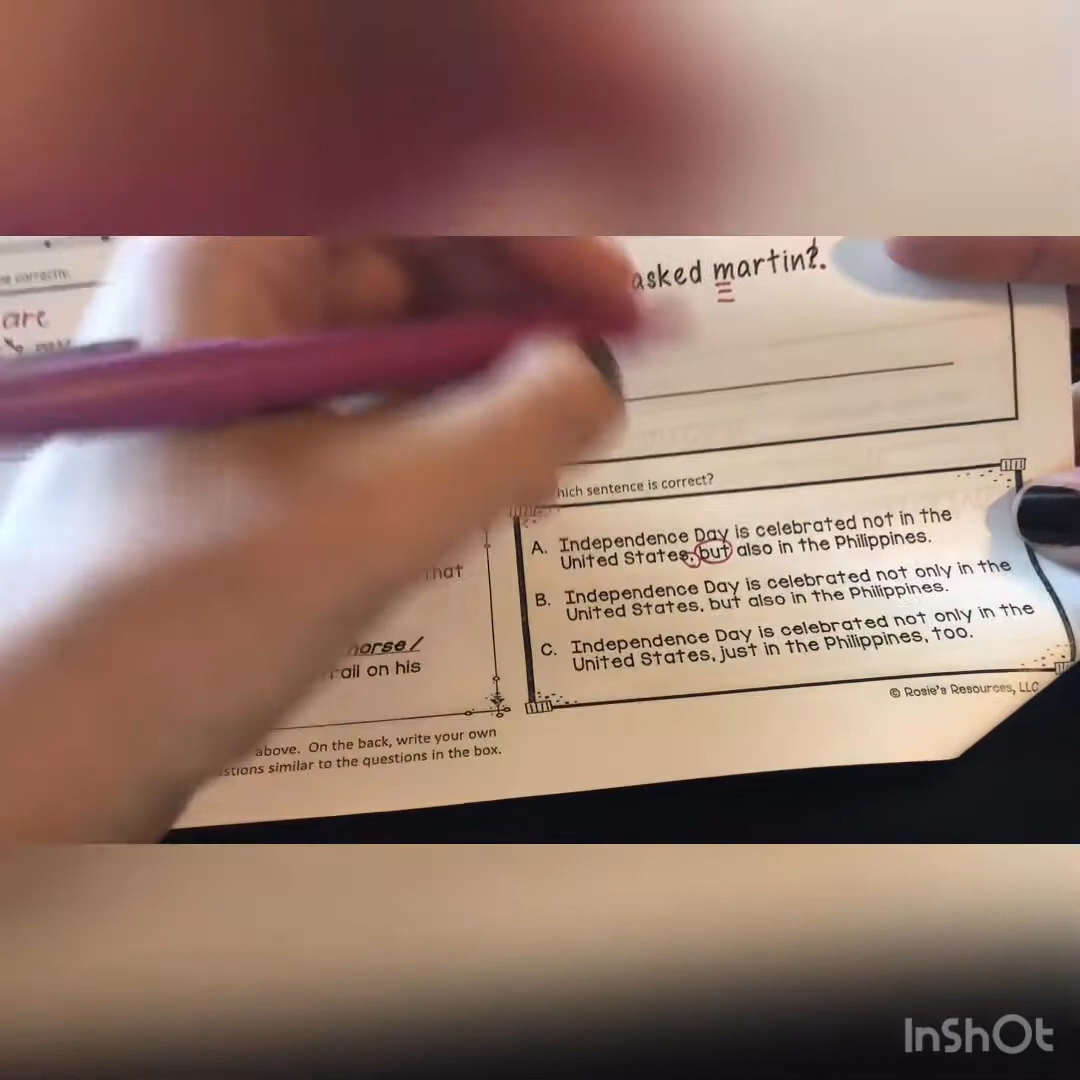 e correctly.
are
asked martin?.
hich sentence is correct?
A. Independence Day is celebrated not in the
United States, but also in the Philippines.
B. Independence Day is celebrated not only in the
United States, but also in the Philippines.
C. Independence Day is celebrated not only in the
United States, just in the Philippines, too.
© Rosie's Resources, LLC
hat
horse/
rail on his
above. On the back, write your own
stions similar to the questions in the box.
InShOt